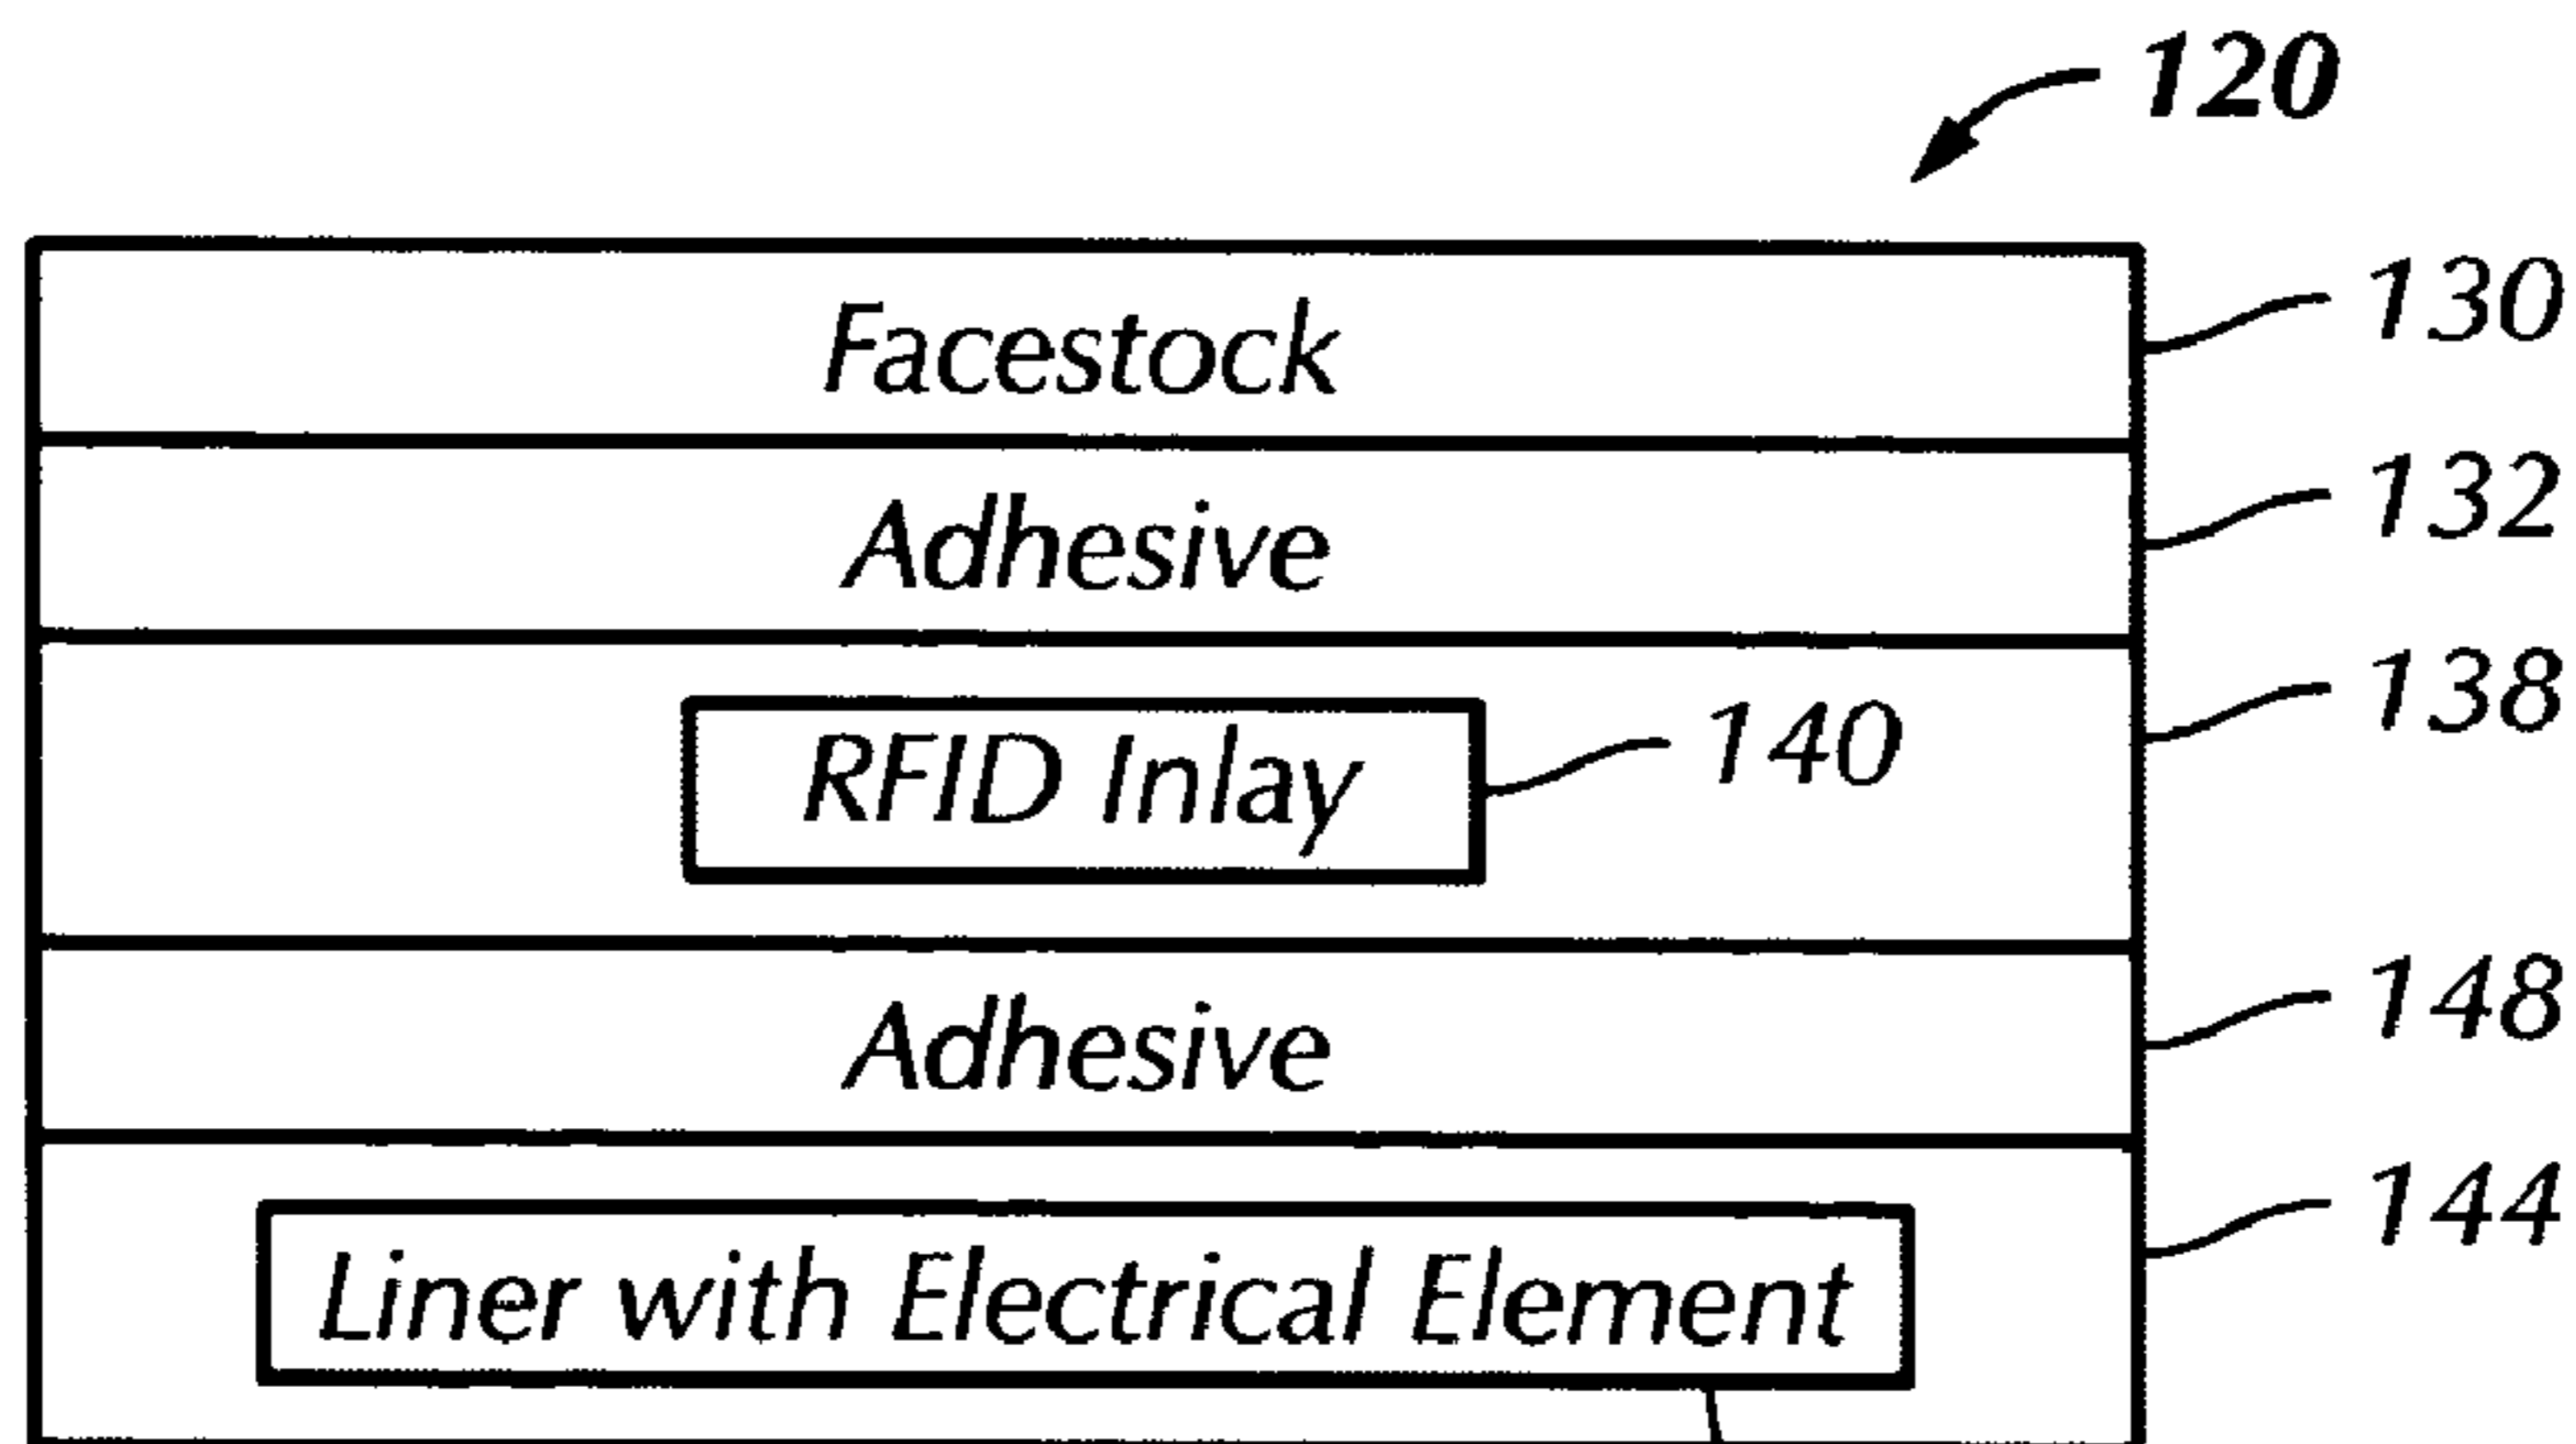 120
Facestock 130
Adhesive 132
138
RFID Inlay 140
Adhesive 148
144
Liner with Electrical Element